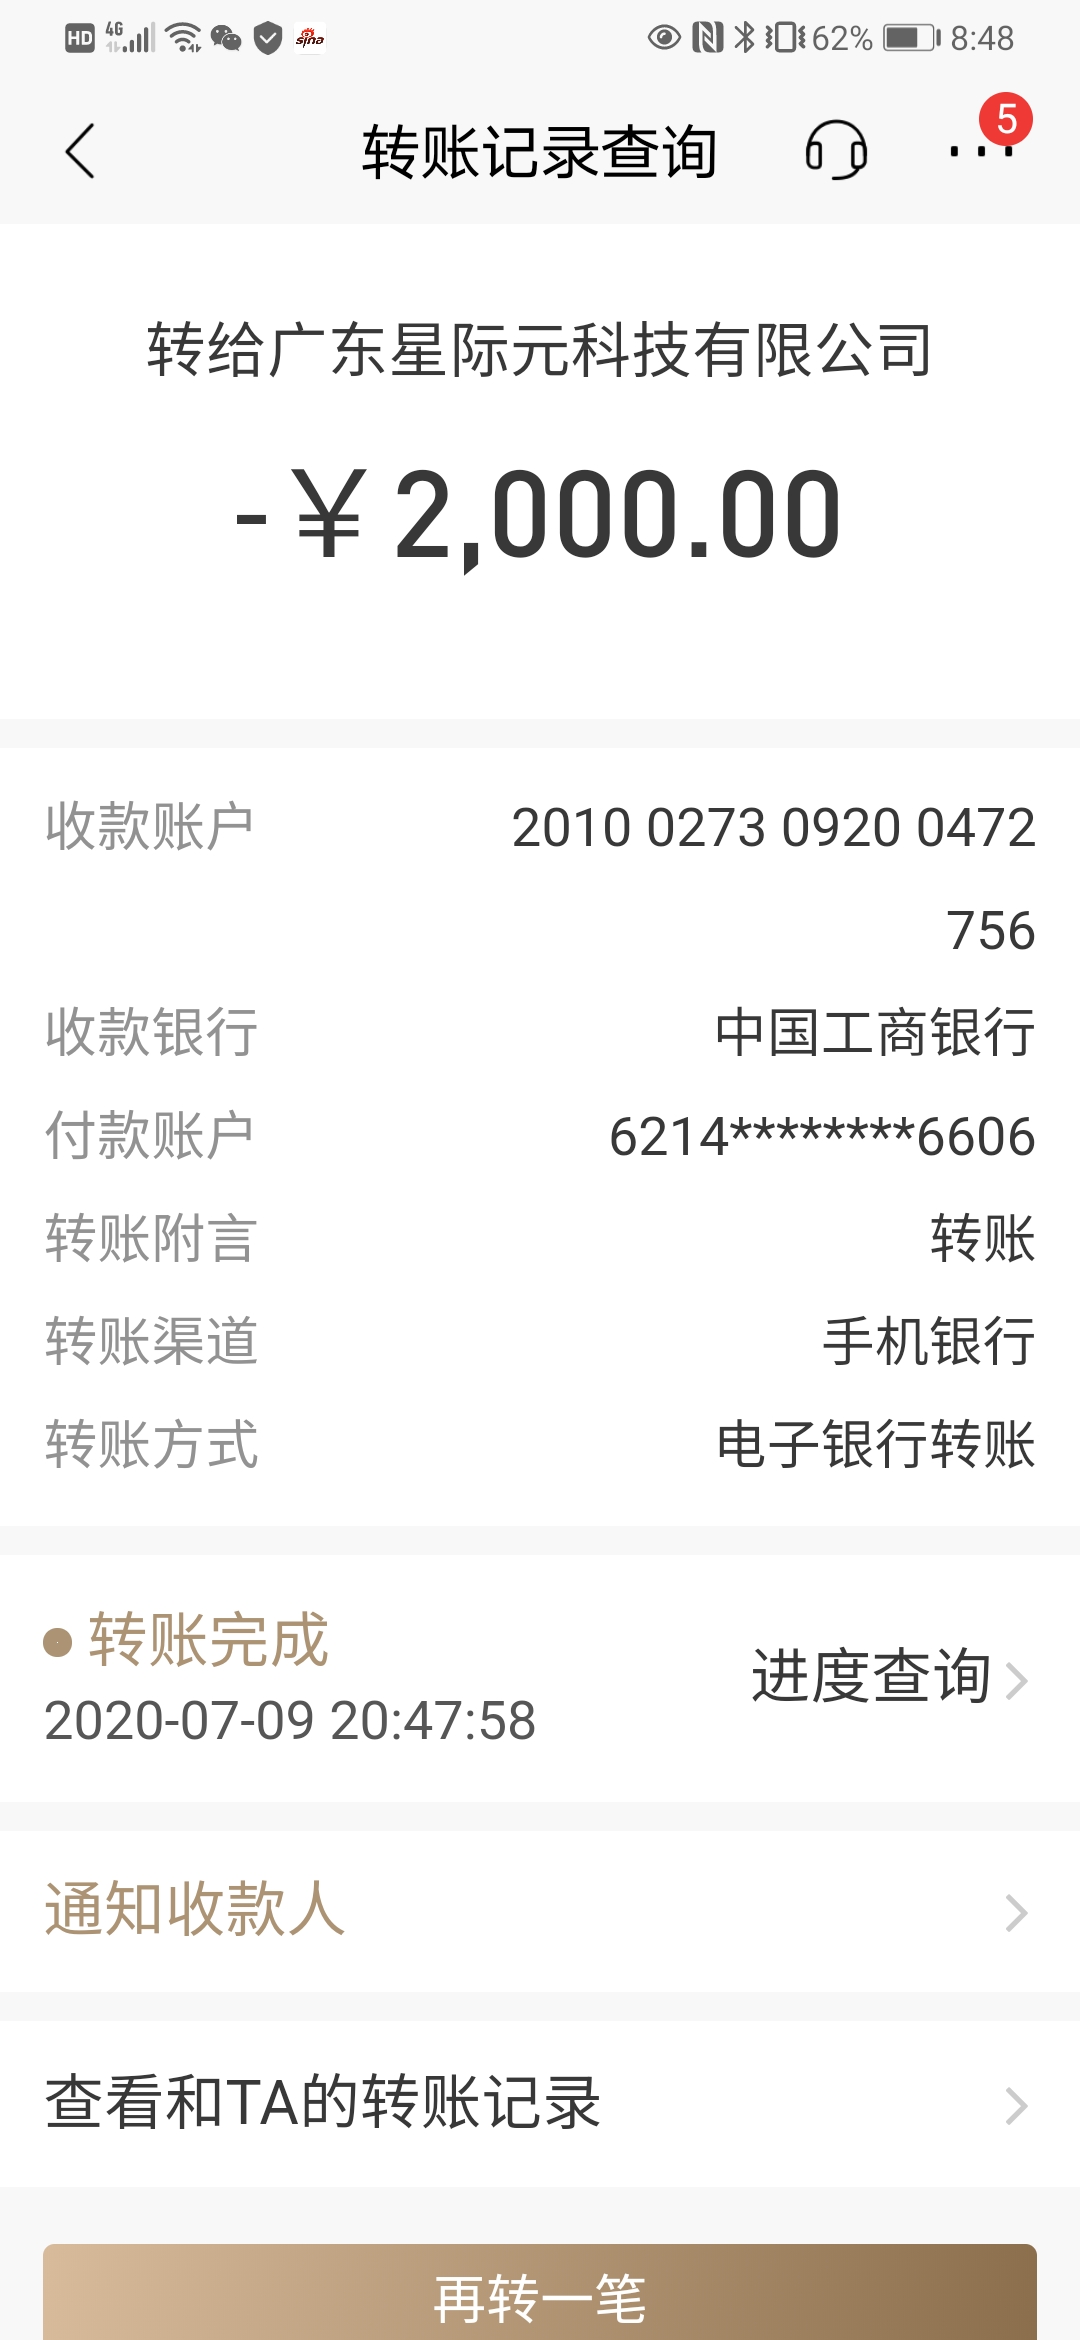 HD 4G sina 62% 8:48
转账记录查询 5
转给广东星际元科技有限公司
-¥2,000.00
收款账户 2010 0273 0920 0472
756
收款银行 中国工商银行
付款账户 6214********6606
转账附言 转账
转账渠道 手机银行
转账方式 电子银行转账
转账完成
进度查询
2020-07-09 20:47:58
通知收款人
查看和TA的转账记录
再转一笔